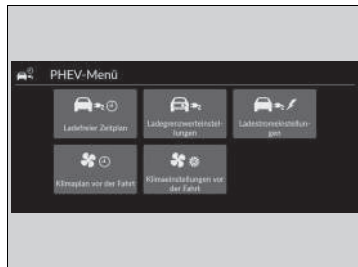 PHEV-Menü
Ladefreier Zeitplan
Ladegrenzwerteinstel-
lungen
Ladestromeinstellun-
gen
Klimaplan vor der Fahrt
Klimaeinstellungen vor
der Fahrt